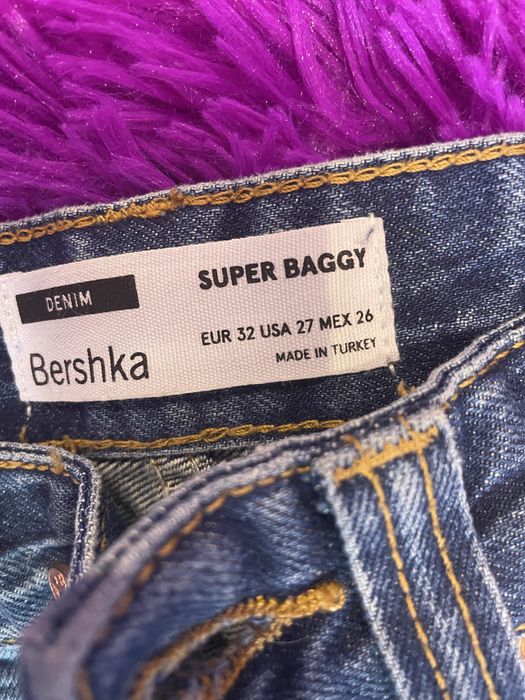 DENIM
Bershka
SUPER BAGGY
EUR 32 USA 27 MEX 26
MADE IN TURKEY